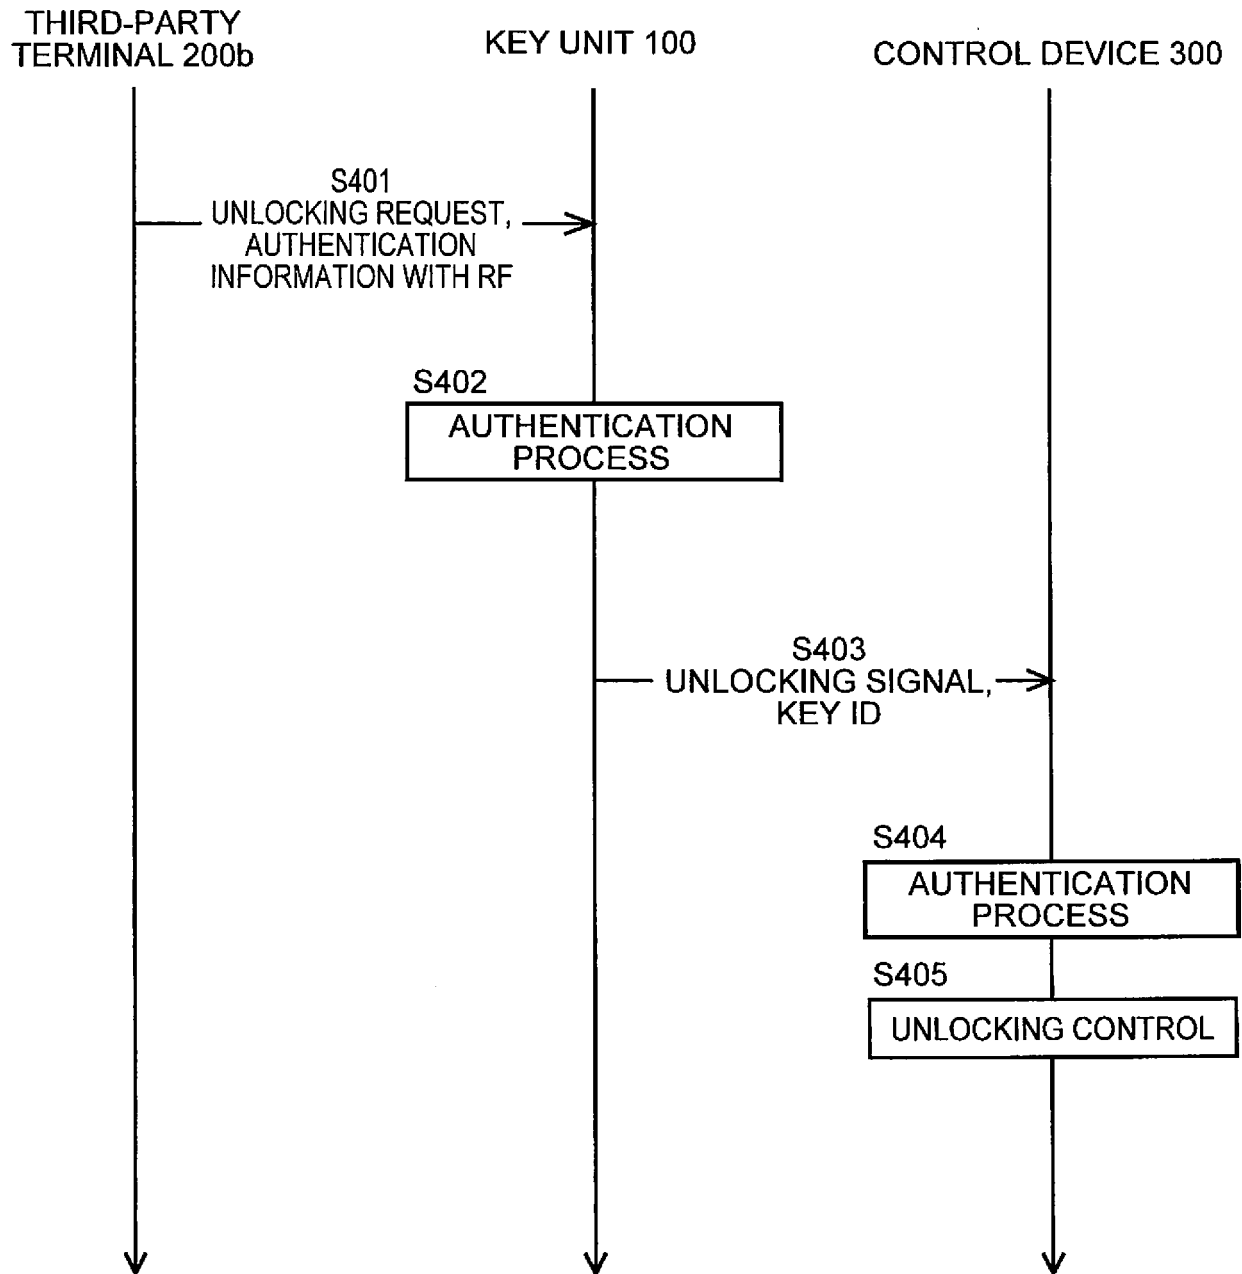 THIRD-PARTY
TERMINAL 200b
KEY UNIT 100
CONTROL DEVICE 300
S401
UNLOCKING REQUEST,
AUTHENTICATION
INFORMATION WITH RF
S402
AUTHENTICATION
PROCESS
S403
UNLOCKING SIGNAL,
KEY ID
S404
AUTHENTICATION
PROCESS
S405
UNLOCKING CONTROL